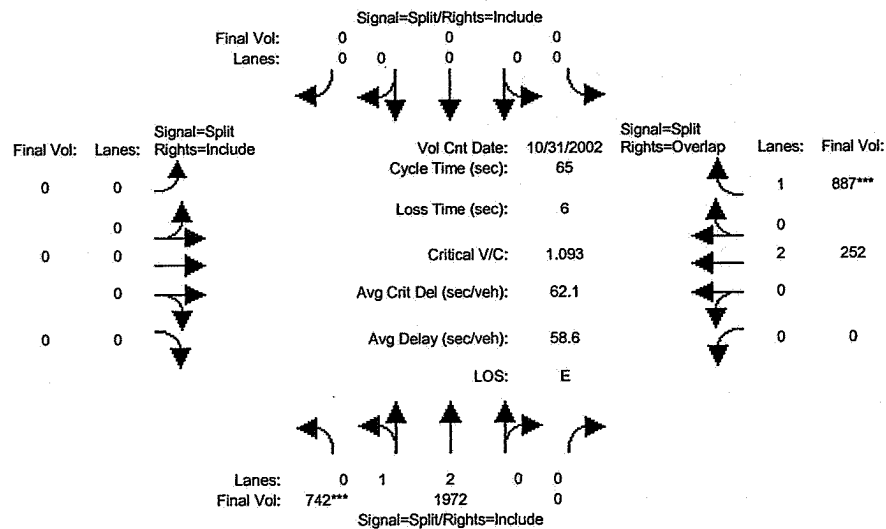 Signal=Split/Rights=Include
Final Vol: 0 0 0
Lanes: 0 0 0 0 0
Signal=Split
Rights=Include
Final Vol: Lanes:
Vol Cnt Date: 10/31/2002
Signal=Split
Rights=Overlap
Lanes: Final Vol:
Cycle Time (sec): 65
0 0
1 887***
Loss Time (sec): 6
0
0
Critical V/C: 1.093
0 0
2 252
Avg Crit Del (sec/veh): 62.1
0
0
Avg Delay (sec/veh): 58.6
0 0
0 0
LOS: E
Lanes: 0 1 2 0 0
Final Vol: 742*** 1972 0
Signal=Split/Rights=Include